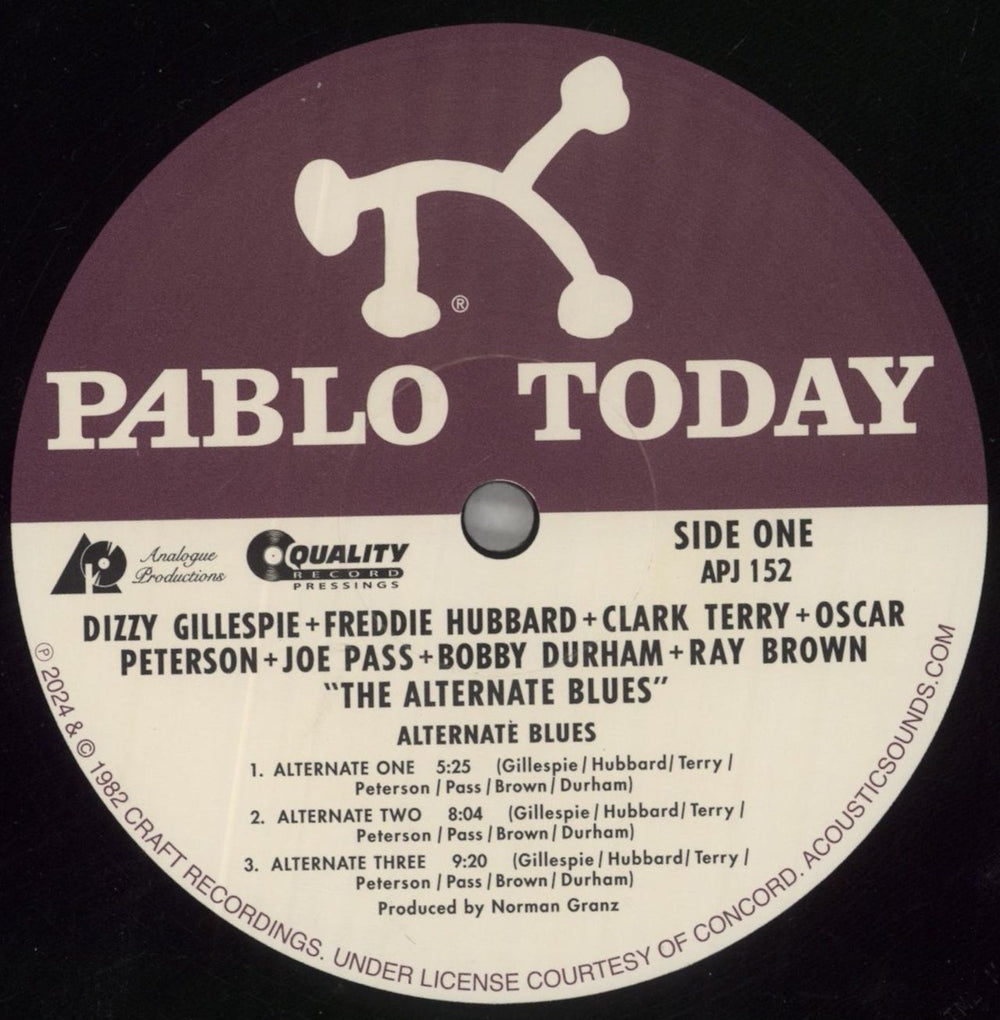 ®
PABLO TODAY
Analogue
Productions
QUALITY
RECORD
PRESSINGS
SIDE ONE
APJ 152
DIZZY GILLESPIE+FREDDIE HUBBARD+CLARK TERRY+OSCAR
PETERSON+JOE PASS+BOBBY DURHAM+RAY BROWN
"THE ALTERNATE BLUES"
ALTERNATE BLUES
1. ALTERNATE ONE 5:25 (Gillespie/Hubbard/Terry/
Peterson/Pass/Brown/Durham)
2. ALTERNATE TWO 8:04 (Gillespie/Hubbard/Terry/
Peterson/Pass/Brown/Durham)
3. ALTERNATE THREE 9:20 (Gillespie/Hubbard/Terry/
Peterson/Pass/Brown/Durham)
Produced by Norman Granz
℗ 2024 & © 1982 CRAFT RECORDINGS. UNDER LICENSE COURTESY OF CONCORD. ACOUSTICSOUNDS.COM